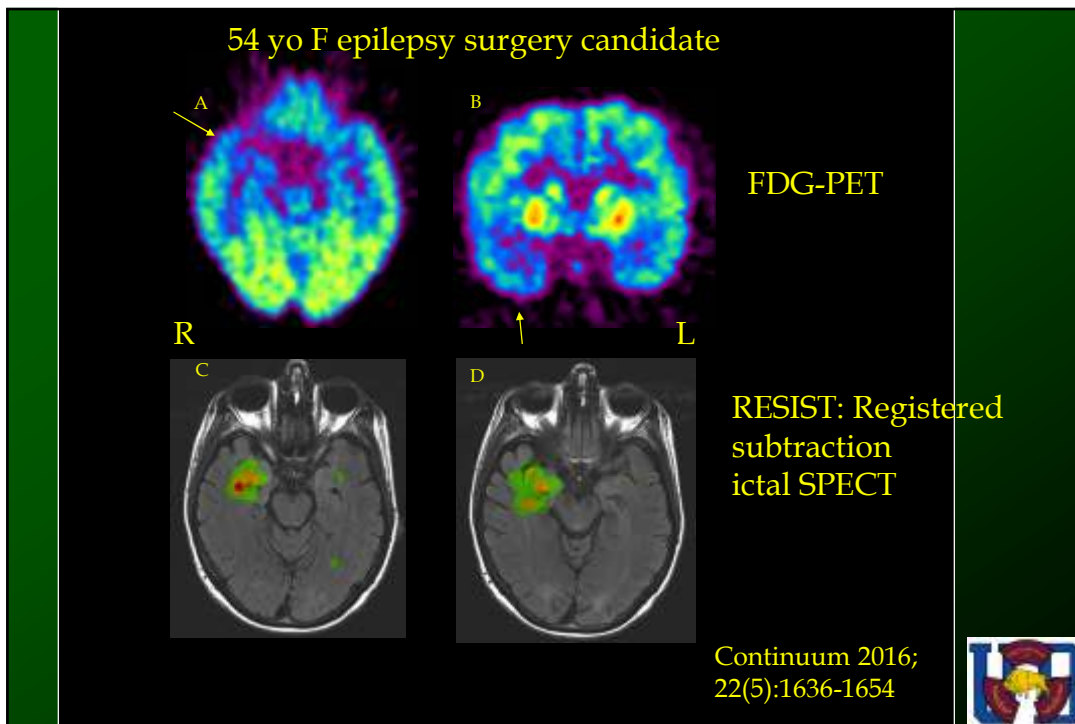 54 yo F epilepsy surgery candidate
A
B
FDG-PET
R
L
C
D
RESIST: Registered
subtraction
ictal SPECT
Continuum 2016;
22(5):1636-1654